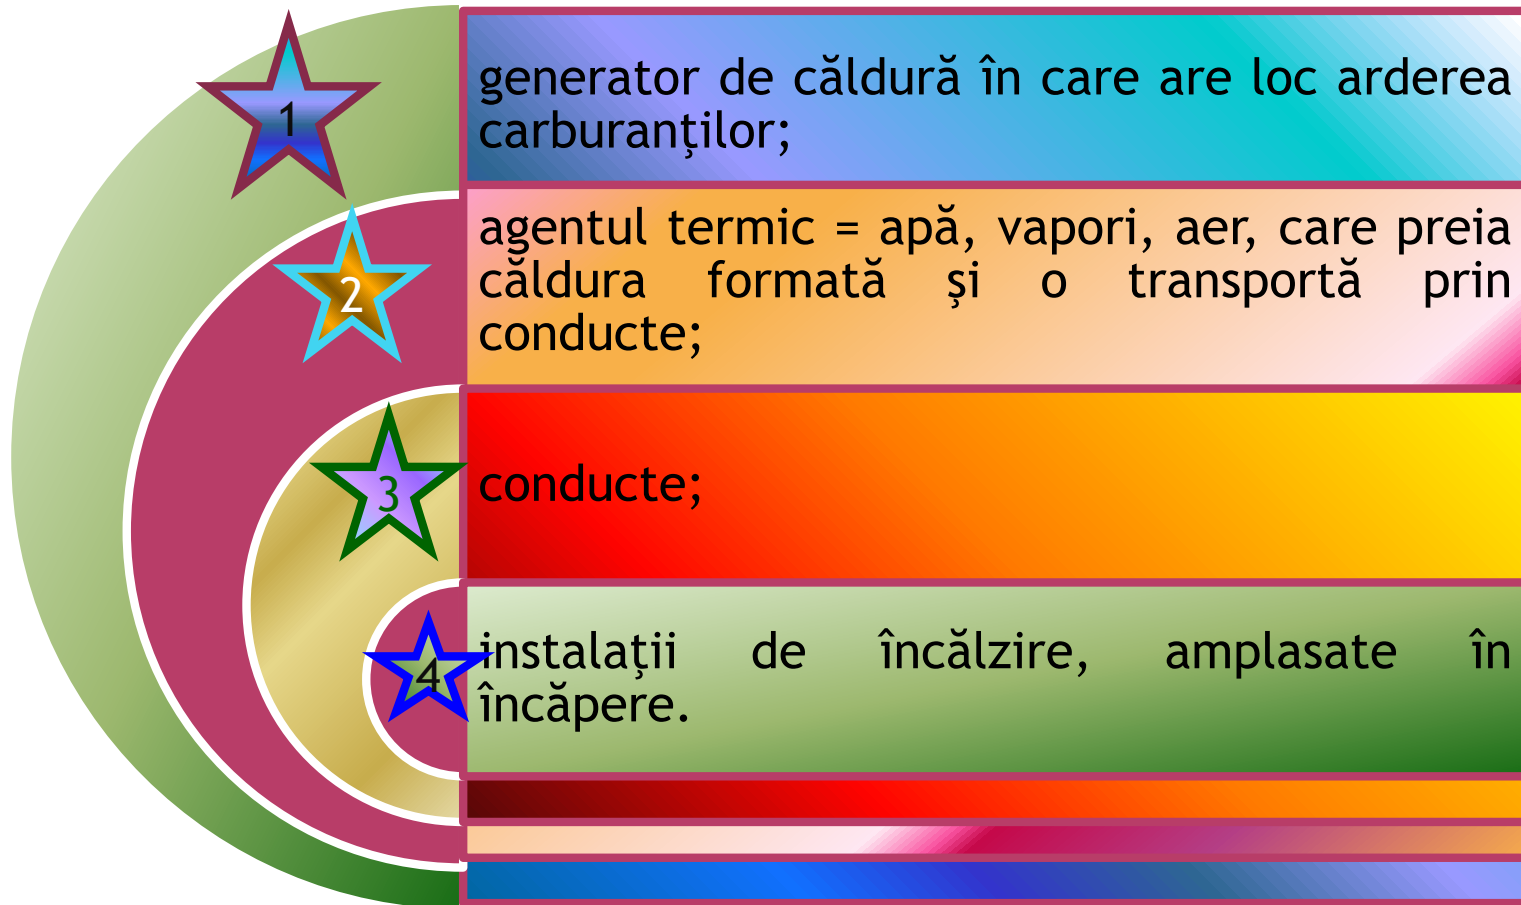 1
generator de căldură în care are loc arderea
carburanţilor;
2
agentul termic = apă, vapori, aer, care preia
căldura formată şi o transportă prin
conducte;
3
conducte;
4
instalaţii de încălzire, amplasate în
încăpere.